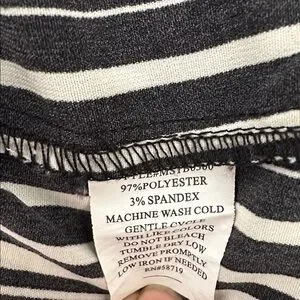 97%POLYESTER
3% SPANDEX
MACHINE WASH COLD
GENTLE CYCLE
WITH LIKE COLORS
DO NOT BLEACH
TUMBLE DRY LOW
REMOVE PROMPTLY
LOW IRON IF NEEDED
RN#58719